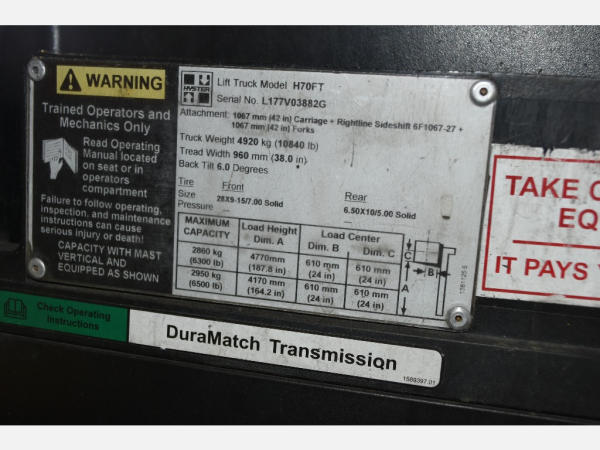 WARNING
Trained Operators and
Mechanics Only
Read Operating
Manual located
on seat or in
operators
compartment
Failure to follow operating,
inspection, and maintenance
instructions can cause
serious injury or death!
CAPACITY WITH MAST
VERTICAL AND
EQUIPPED AS SHOWN
HYSTER
Lift Truck Model H70FT
Serial No. L177V03882G
Attachment: 1067 mm (42 in) Carriage + Rightline Sideshift 6F1067-27 +
1067 mm (42 in) Forks
Truck Weight 4920 kg (10840 lb)
Tread Width 960 mm (38.0 in)
Back Tilt 6.0 Degrees
Tire Front Rear
Size 28X9-15/7.00 Solid 6.50X10/5.00 Solid
Pressure
MAXIMUM CAPACITY Load Height Dim. A Load Center Dim. B Dim. C
2860 kg (6300 lb) 4770mm (187.8 in) 610 mm (24 in) 610 mm (24 in)
2950 kg (6500 lb) 4170 mm (164.2 in) 610 mm (24 in) 610 mm (24 in)
C
B
A
TAKE
EQ
IT PAYS
Check Operating
Instructions
DuraMatch Transmission
1589397.01